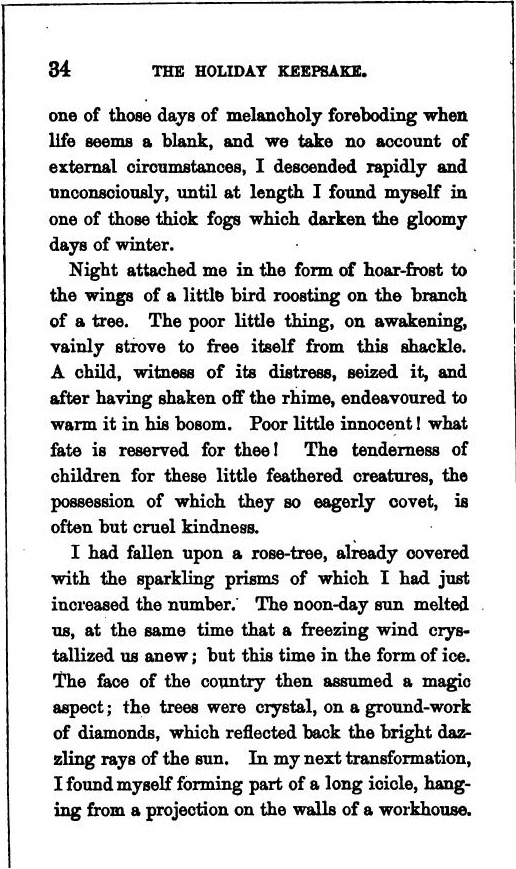 34 THE HOLIDAY KEEPSAKE.
one of those days of melancholy foreboding when
life seems a blank, and we take no account of
external circumstances, I descended rapidly and
unconsciously, until at length I found myself in
one of those thick fogs which darken the gloomy
days of winter.
Night attached me in the form of hoar-frost to
the wings of a little bird roosting on the branch
of a tree. The poor little thing, on awakening,
vainly strove to free itself from this shackle.
A child, witness of its distress, seized it, and
after having shaken off the rime, endeavoured to
warm it in his bosom. Poor little innocent! what
fate is reserved for thee! The tenderness of
children for these little feathered creatures, the
possession of which they so eagerly covet, is
often but cruel kindness.
I had fallen upon a rose-tree, already covered
with the sparkling prisms of which I had just
increased the number. The noon-day sun melted
us, at the same time that a freezing wind crys-
tallized us anew; but this time in the form of ice.
The face of the country then assumed a magic
aspect; the trees were crystal, on a ground-work
of diamonds, which reflected back the bright daz-
zling rays of the sun. In my next transformation,
I found myself forming part of a long icicle, hang-
ing from a projection on the walls of a workhouse.